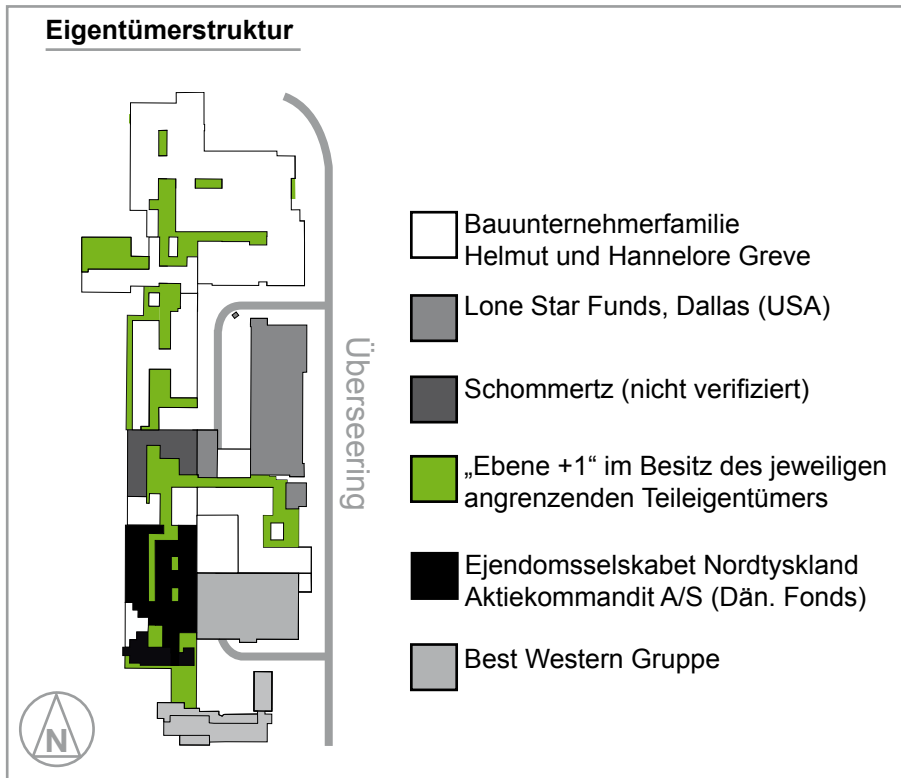 Eigentümerstruktur
Bauunternehmerfamilie
Helmut und Hannelore Greve
Lone Star Funds, Dallas (USA)
Schommertz (nicht verifiziert)
„Ebene +1“ im Besitz des jeweiligen
angrenzenden Teileigentümers
Ejendomsselskabet Nordtyskland
Aktiekommandit A/S (Dän. Fonds)
Best Western Gruppe
Überseering
N